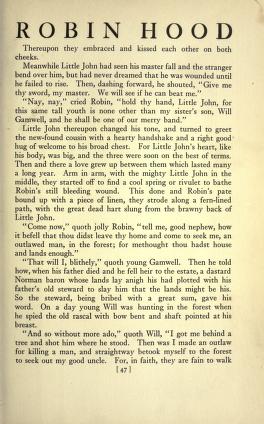 ROBIN HOOD
Thereupon they embraced and kissed each other on both
cheeks.
Meanwhile Little John had seen his master fall and the stranger
bend over him, but had never dreamed that he was wounded until
he failed to rise. Then, dashing forward, he shouted, "Give me
thy sword, my master. We will see if he can beat me."
"Nay, nay," cried Robin, "hold thy hand, Little John, for
this same tall youth is none other than my sister's son, Will
Gamwell, and he shall be one of our merry band."
Little John thereupon changed his tone, and turned to greet
the new-found cousin with a hearty handshake and a right good
hug of welcome to his broad chest. For Little John's heart, like
his body, was big, and the three were soon on the best of terms.
Then and there a love grew up between them which lasted many
a long year. Arm in arm, with the mighty Little John in the
middle, they started off to find a cool spring or rivulet to bathe
Robin's still bleeding wound. This done and Robin's pate
bound up with a piece of linen, they strode along a fern-lined
path, with the great dead hart slung from the brawny back of
Little John.
"Come now," quoth jolly Robin, "tell me, good nephew, how
it befell that thou didst leave thy home and come to seek me, an
outlawed man, in the forest; for methought thou hadst house
and lands enough."
"That will I, blithely," quoth young Gamwell. Then he told
how, when his father died and he fell heir to the estate, a dastard
Norman baron whose lands lay anigh his had plotted with his
father's old steward to slay him that the lands might be his.
So the steward, being bribed with a great sum, gave his
word. On a day young Will was hunting in the forest when
he spied the old rascal with bow bent and shaft pointed at his
breast.
"And so without more ado," quoth Will, "I got me behind a
tree and shot him where he stood. Then was I made an outlaw
for killing a man, and straightway betook myself to the forest
to seek out my good uncle. For, in faith, they are fain to walk
[47]